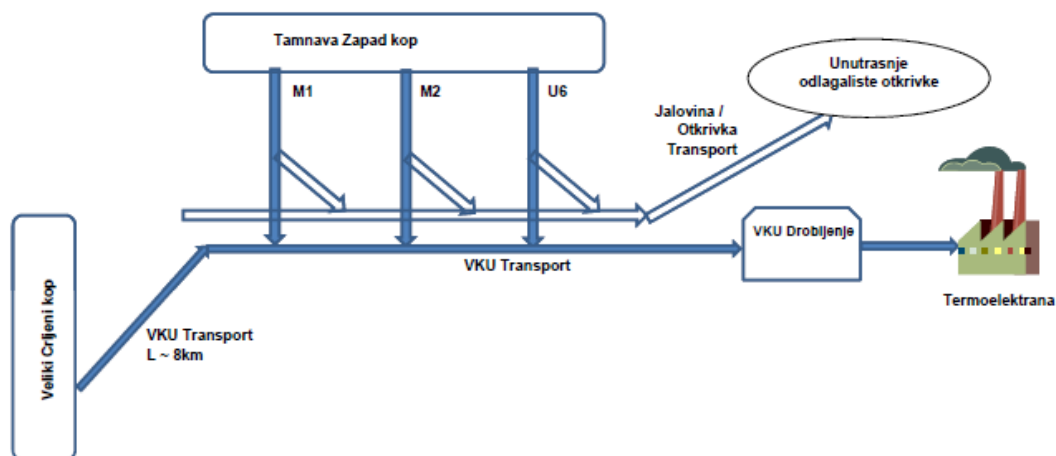 Tamnava Zapad kop
M1
M2
U6
Unutrasnje
odlagaliste otkrivke
Jalovina /
Otkrivka
Transport
VKU Drobljenje
VKU Transport
Termoelektrana
VKU Transport
L ~ 8km
Veliki Crljeni kop